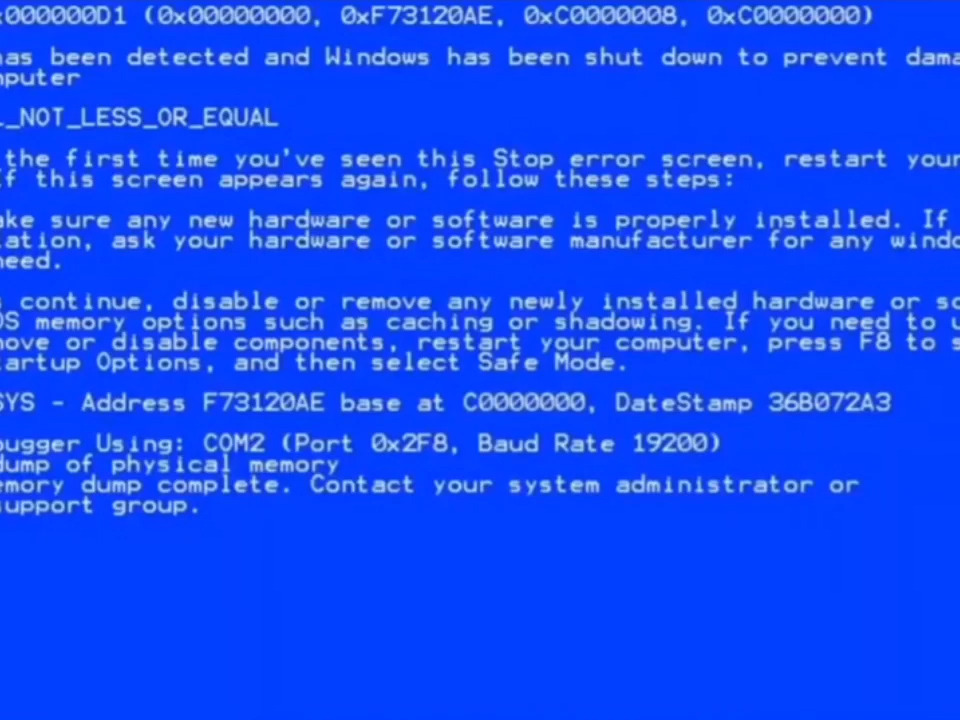 x000000D1 (0x00000000, 0xF73120AE, 0xC0000008, 0xC0000000)
has been detected and Windows has been shut down to prevent dama
mputer
L_NOT_LESS_OR_EQUAL
the first time you've seen this Stop error screen, restart your
If this screen appears again, follow these steps:
ake sure any new hardware or software is properly installed. If
lation, ask your hardware or software manufacturer for any windo
need.
s continue, disable or remove any newly installed hardware or so
OS memory options such as caching or shadowing. If you need to u
move or disable components, restart your computer, press F8 to s
tartup Options, and then select Safe Mode.
SYS - Address F73120AE base at C0000000, DateStamp 36B072A3
bugger Using: COM2 (Port 0x2F8, Baud Rate 19200)
dump of physical memory
emory dump complete. Contact your system administrator or
support group.